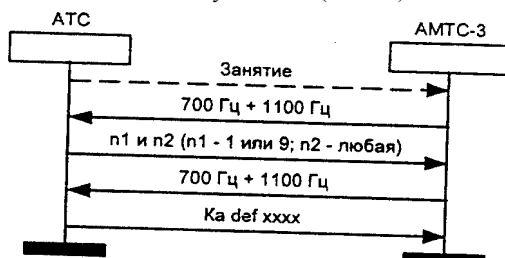 АТС
АМТС-3
Занятие
700 Гц + 1100 Гц
n1 и n2 (n1 - 1 или 9; n2 - любая)
700 Гц + 1100 Гц
Ка def xxxx